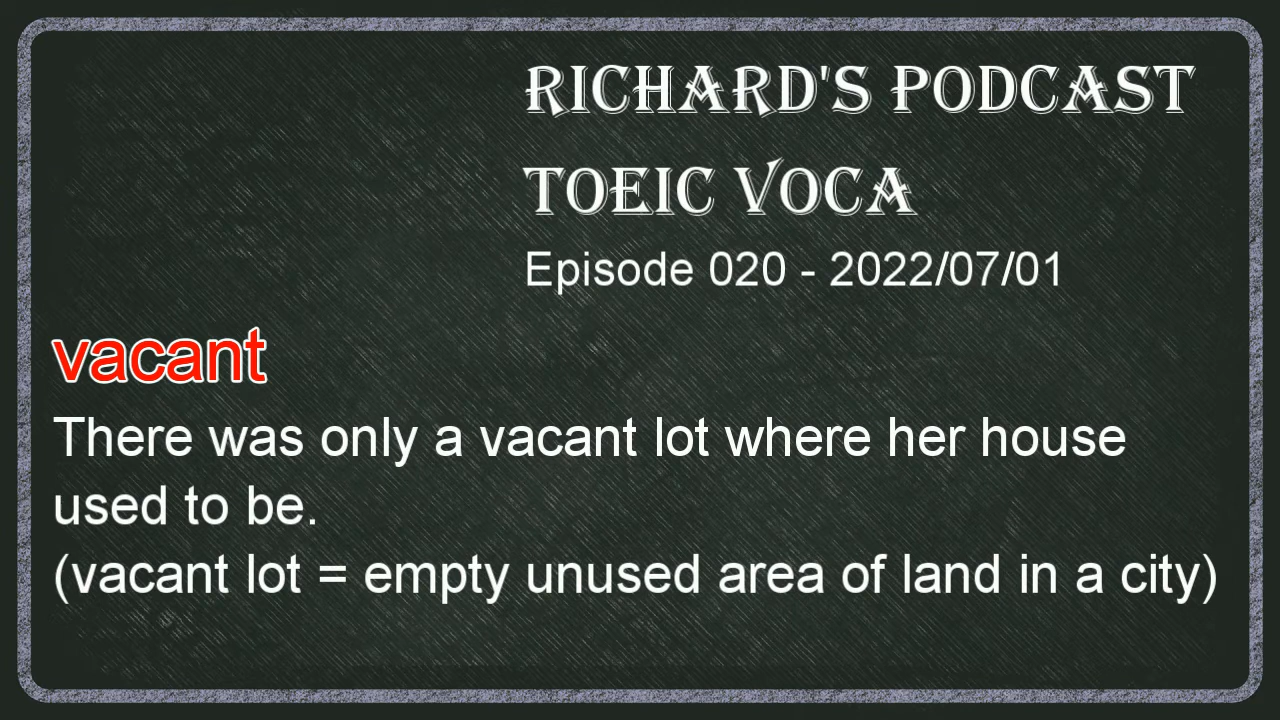 RICHARD'S PODCAST
TOEIC VOCA
Episode 020 - 2022/07/01
vacant
There was only a vacant lot where her house
used to be.
(vacant lot = empty unused area of land in a city)